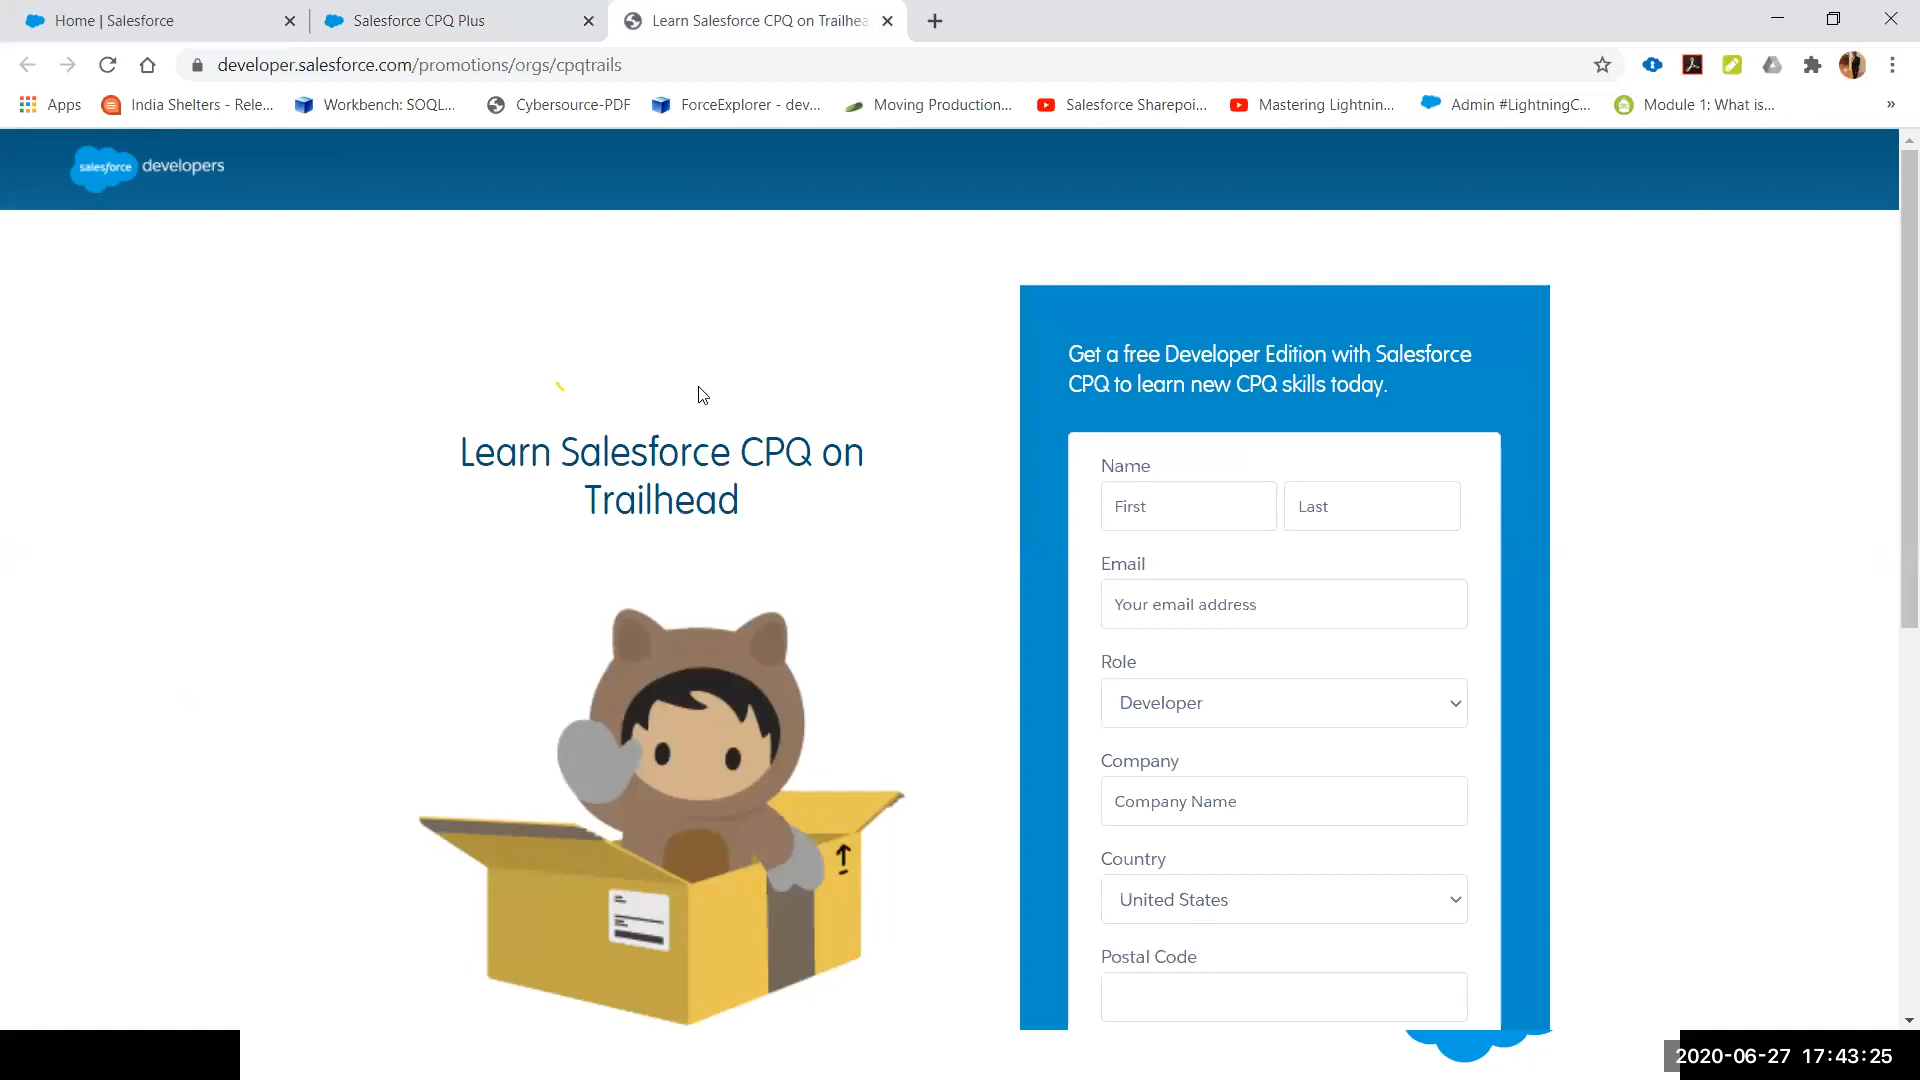 Home | Salesforce
Salesforce CPQ Plus
Learn Salesforce CPQ on Trailhea
developer.salesforce.com/promotions/orgs/cpqtrails
Apps
India Shelters - Rele...
Workbench: SOQL...
Cybersource-PDF
ForceExplorer - dev...
Moving Production...
Salesforce Sharepoi...
Mastering Lightnin...
Admin #LightningC...
Module 1: What is...
»
salesforce developers
Learn Salesforce CPQ on
Trailhead
Get a free Developer Edition with Salesforce
CPQ to learn new CPQ skills today.
Name
First
Last
Email
Your email address
Role
Developer
Company
Company Name
Country
United States
Postal Code
2020-06-27 17:43:25